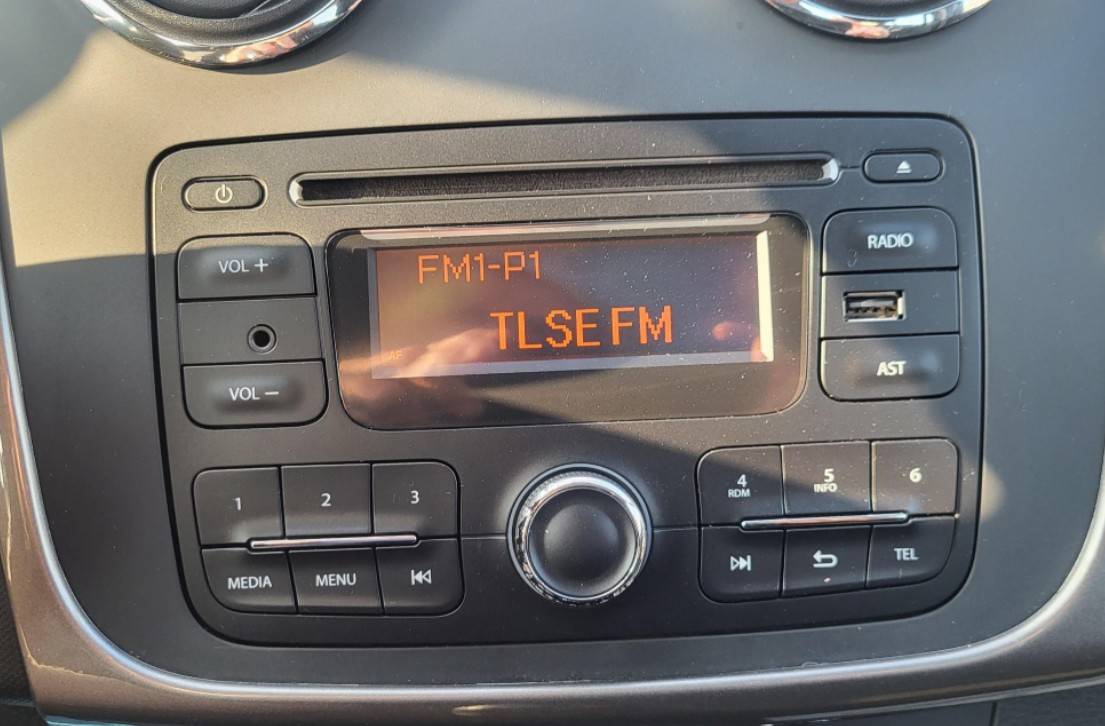 VOL +
RADIO
FM1-P1
TLSE FM
AF
VOL −
AST
1
2
3
4
RDM
5
INFO
6
MEDIA
MENU
TEL